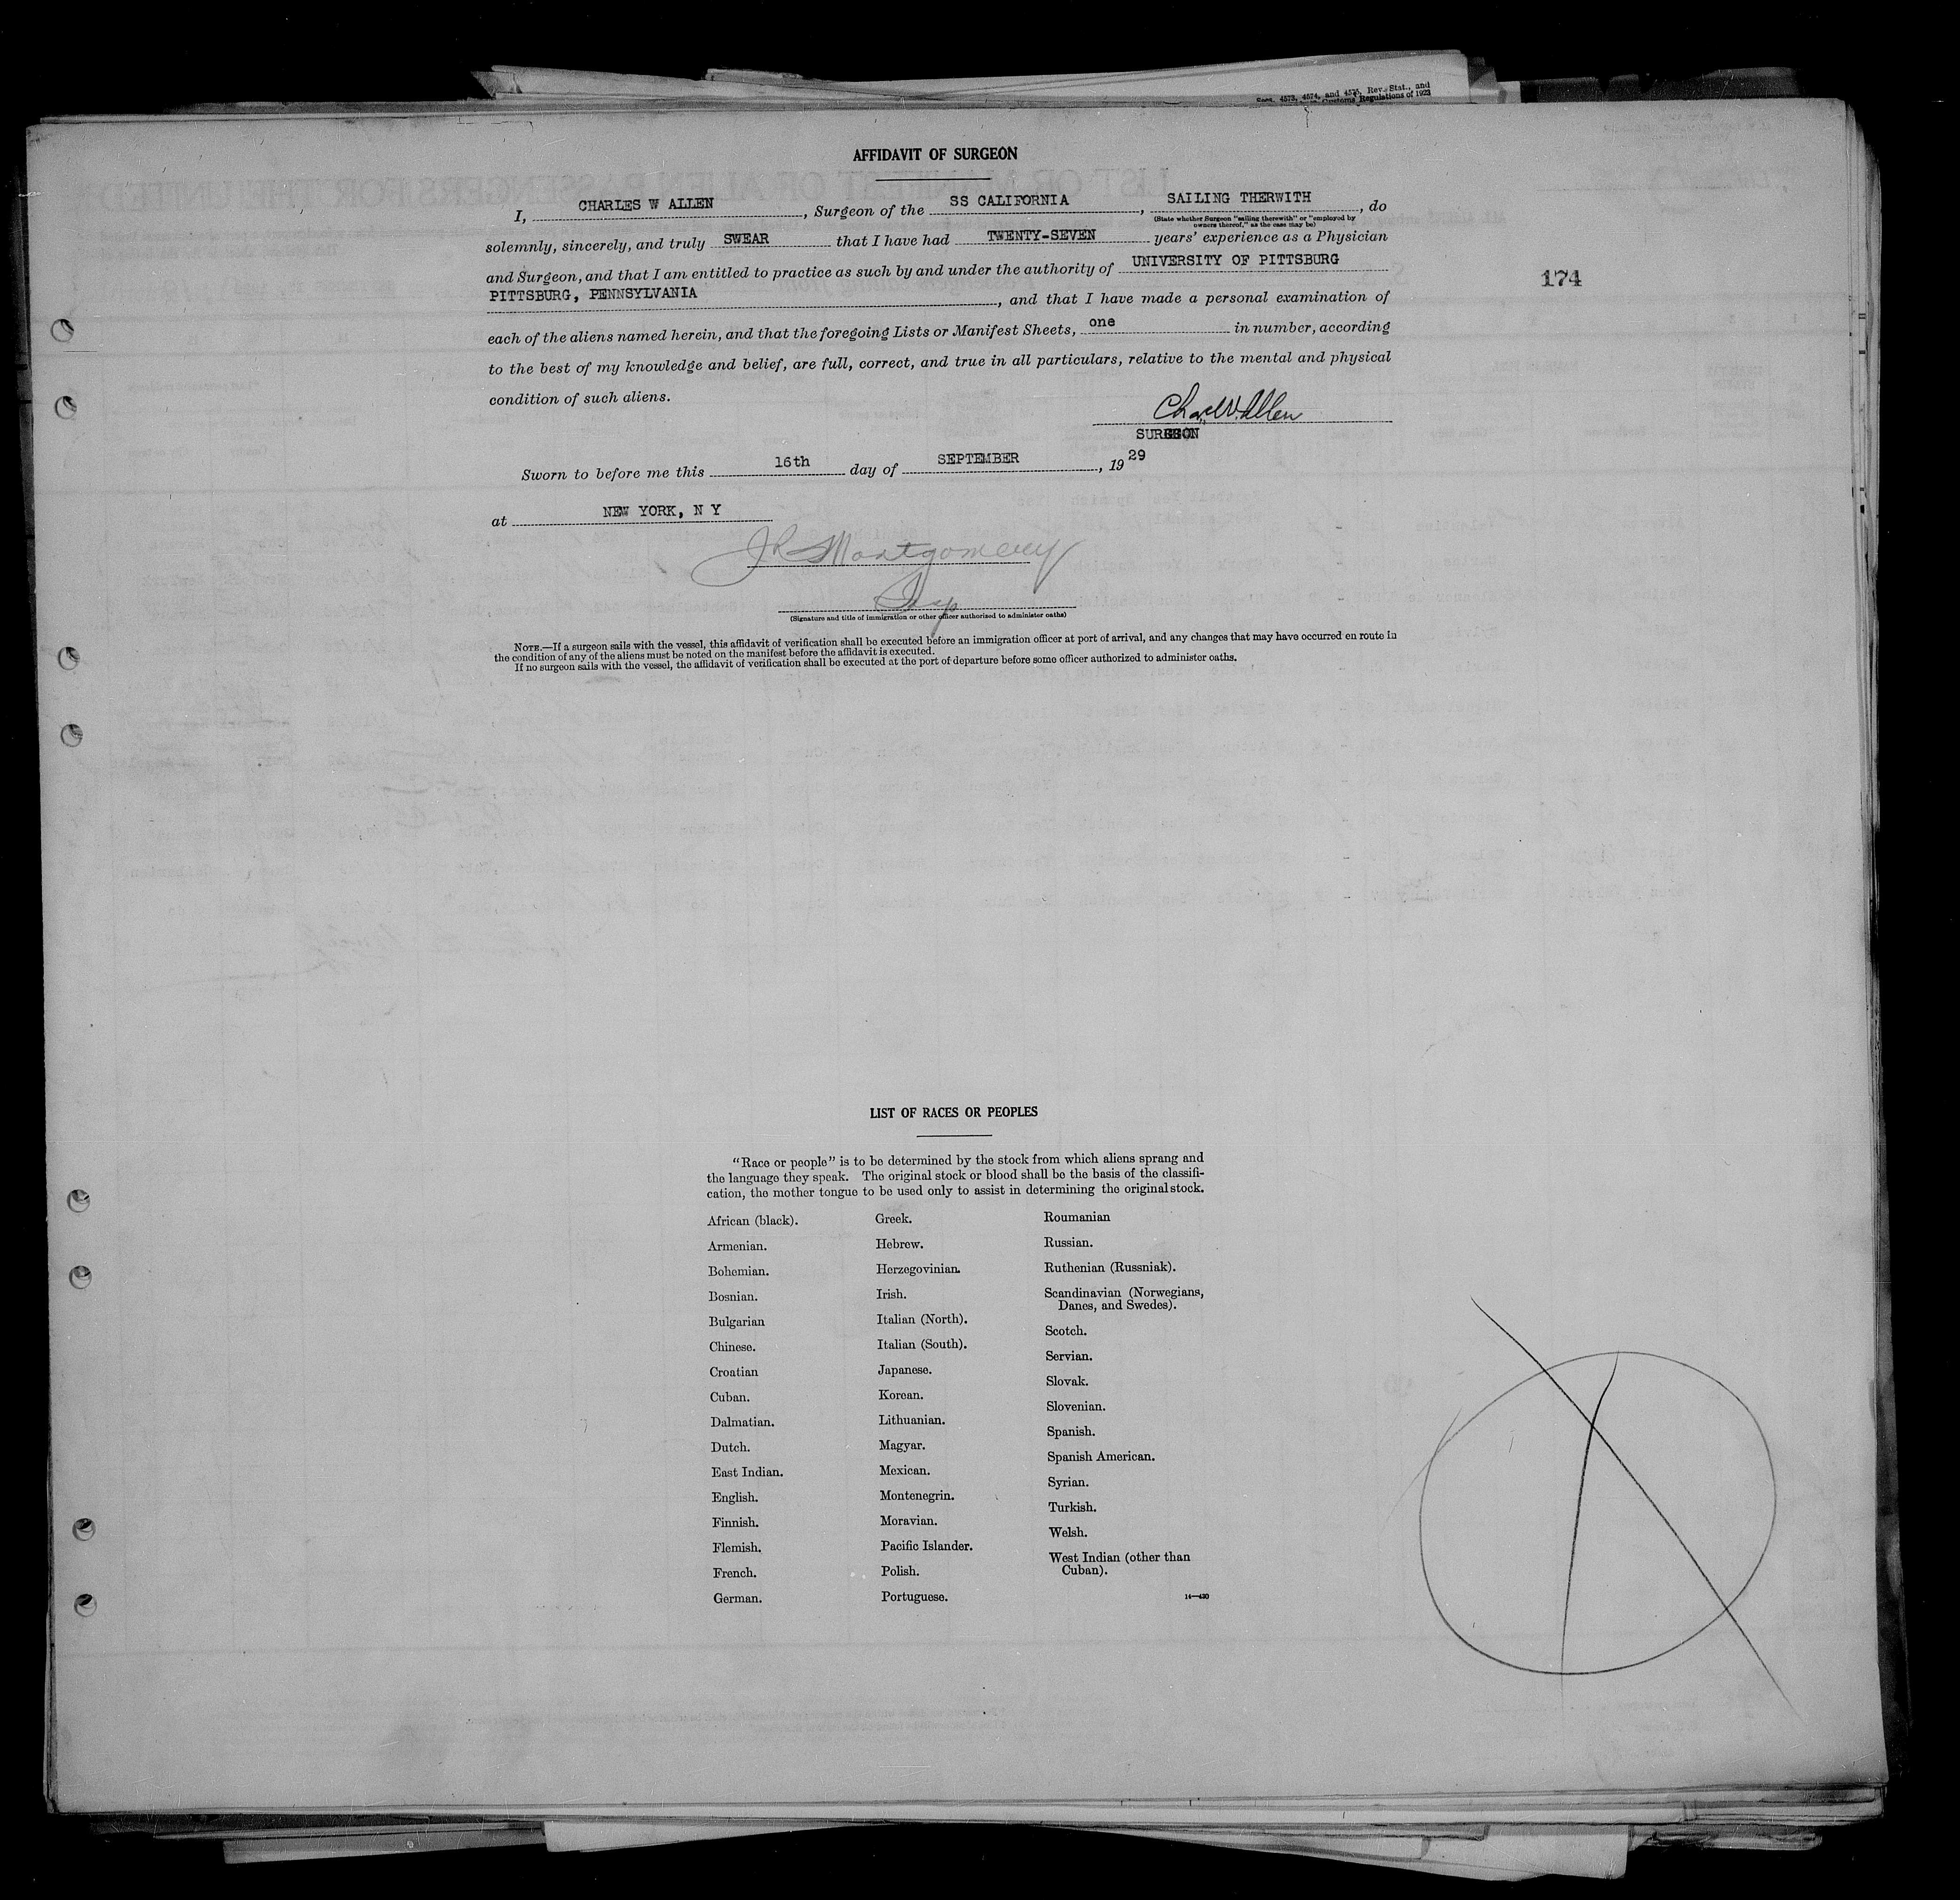 Secs. 4573, 4574, and 4575, Rev. Stat., and
Customs Regulations of 1923
AFFIDAVIT OF SURGEON
I, CHARLES W ALLEN, Surgeon of the SS CALIFORNIA, SAILING THERWITH, do
(State whether Surgeon "sailing therewith" or "employed by
owners thereof," as the case may be)
solemnly, sincerely, and truly SWEAR that I have had TWENTY-SEVEN years' experience as a Physician
and Surgeon, and that I am entitled to practice as such by and under the authority of UNIVERSITY OF PITTSBURG
174
PITTSBURG, PENNSYLVANIA, and that I have made a personal examination of
each of the aliens named herein, and that the foregoing Lists or Manifest Sheets, one in number, according
to the best of my knowledge and belief, are full, correct, and true in all particulars, relative to the mental and physical
condition of such aliens.
Chas. W. Allen
SURGEON
Sworn to before me this 16th day of SEPTEMBER, 1929
at NEW YORK, N Y
JR Montgomery
Insp
(Signature and title of immigration or other officer authorized to administer oaths)
NOTE.—If a surgeon sails with the vessel, this affidavit of verification shall be executed before an immigration officer at port of arrival, and any changes that may have occurred en route in
the condition of any of the aliens must be noted on the manifest before the affidavit is executed.
If no surgeon sails with the vessel, the affidavit of verification shall be executed at the port of departure before some officer authorized to administer oaths.
LIST OF RACES OR PEOPLES
"Race or people" is to be determined by the stock from which aliens sprang and
the language they speak. The original stock or blood shall be the basis of the classifi-
cation, the mother tongue to be used only to assist in determining the original stock.
African (black).
Armenian.
Bohemian.
Bosnian.
Bulgarian
Chinese.
Croatian
Cuban.
Dalmatian.
Dutch.
East Indian.
English.
Finnish.
Flemish.
French.
German.
Greek.
Hebrew.
Herzegovinian.
Irish.
Italian (North).
Italian (South).
Japanese.
Korean.
Lithuanian.
Magyar.
Mexican.
Montenegrin.
Moravian.
Pacific Islander.
Polish.
Portuguese.
Roumanian
Russian.
Ruthenian (Russniak).
Scandinavian (Norwegians,
Danes, and Swedes).
Scotch.
Servian.
Slovak.
Slovenian.
Spanish.
Spanish American.
Syrian.
Turkish.
Welsh.
West Indian (other than
Cuban).
14—430